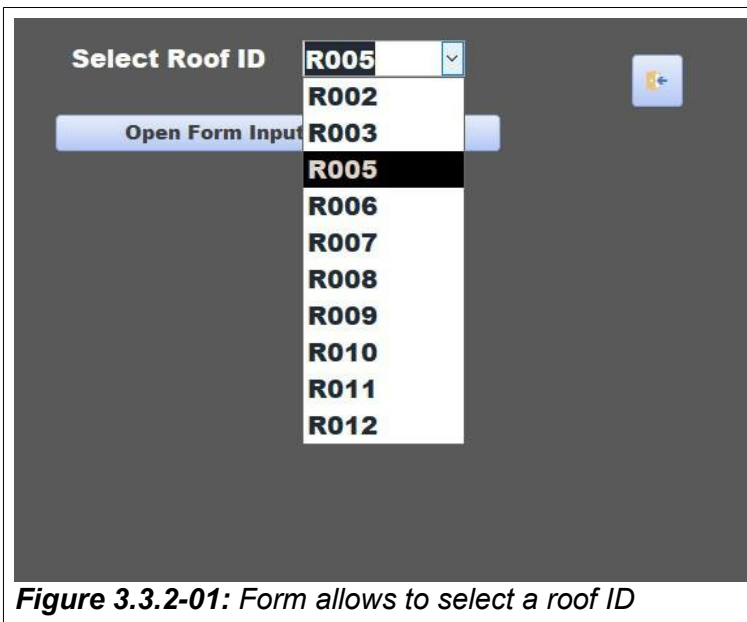 Select Roof ID R005
R002
Open Form Input R003
R005
R006
R007
R008
R009
R010
R011
R012
Figure 3.3.2-01: Form allows to select a roof ID